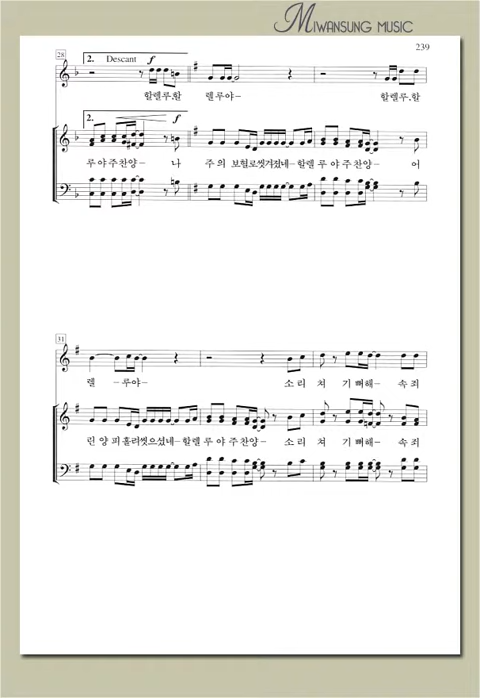 MIWANSUNG MUSIC
239
28
2. Descant f
할렐루.할 렐루야– 할렐루.할
2. f
루야주찬양– 나 주의 보혈로씻겨졌네–할렐루야주찬양– 어
31
렐 –루야– 소리 쳐 기뻐해– 속죄
린양피흘려씻으셨네–할렐루야주찬양– 소리 쳐 기뻐해– 속죄